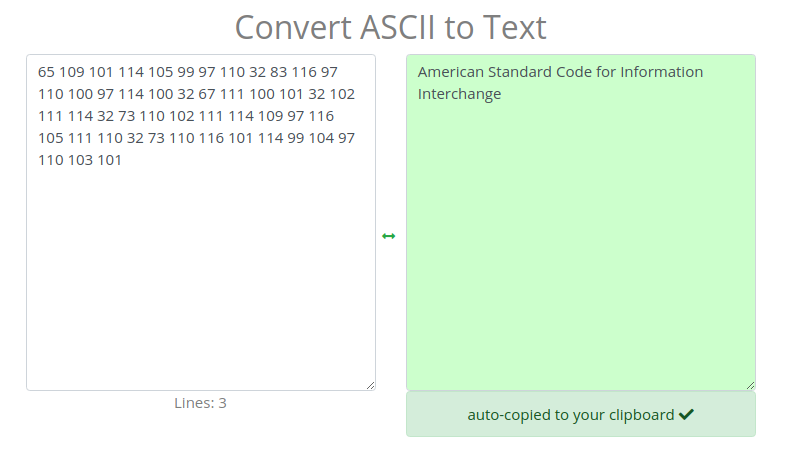 Convert ASCII to Text
65 109 101 114 105 99 97 110 32 83 116 97
110 100 97 114 100 32 67 111 100 101 32 102
111 114 32 73 110 102 111 114 109 97 116
105 111 110 32 73 110 116 101 114 99 104 97
110 103 101
American Standard Code for Information
Interchange
Lines: 3
auto-copied to your clipboard